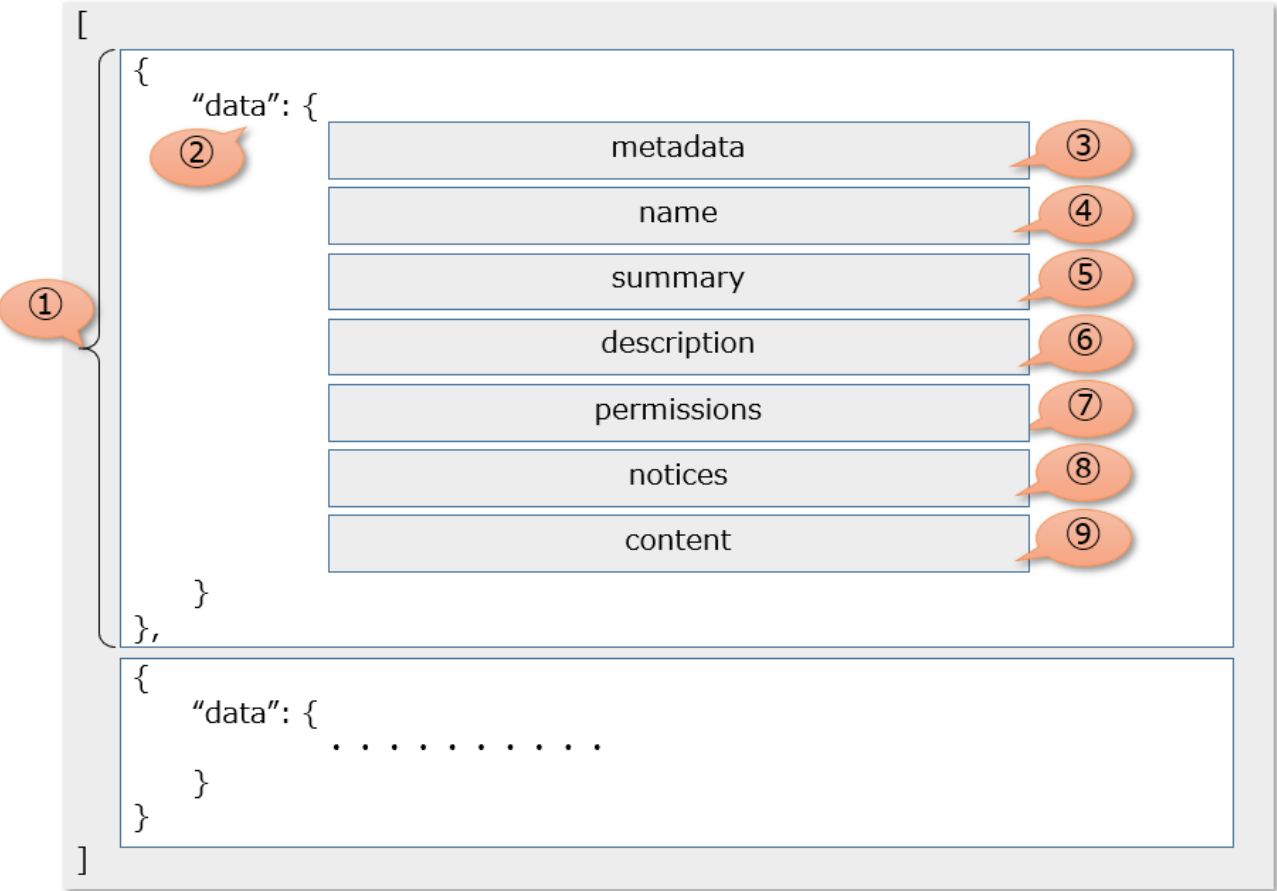 [
{
“data”: {
②
metadata ③
name ④
summary ⑤
①
description ⑥
permissions ⑦
notices ⑧
content ⑨
}
},
{
“data”: {
. . . . . . . . . .
}
}
]